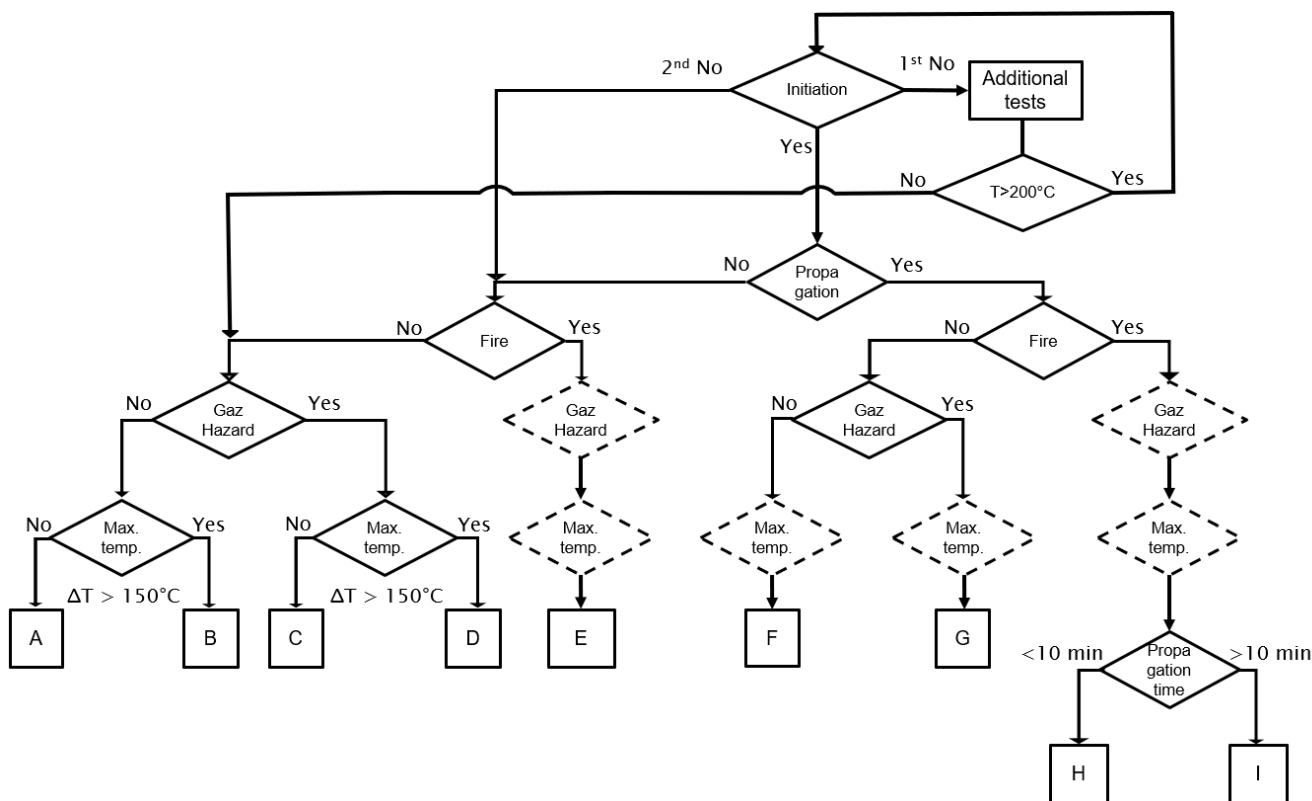 2nd No
1st No
Initiation
Additional
tests
Yes
No
T>200°C
Yes
No
Propa
gation
Yes
No
Fire
Yes
No
Fire
Yes
No
Gaz
Hazard
Yes
Gaz
Hazard
No
Gaz
Hazard
Yes
Gaz
Hazard
No
Max.
temp.
Yes
No
Max.
temp.
Yes
Max.
temp.
Max.
temp.
Max.
temp.
Max.
temp.
ΔT > 150°C
ΔT > 150°C
A
B
C
D
E
F
G
<10 min
Propa
gation
time
>10 min
H
I